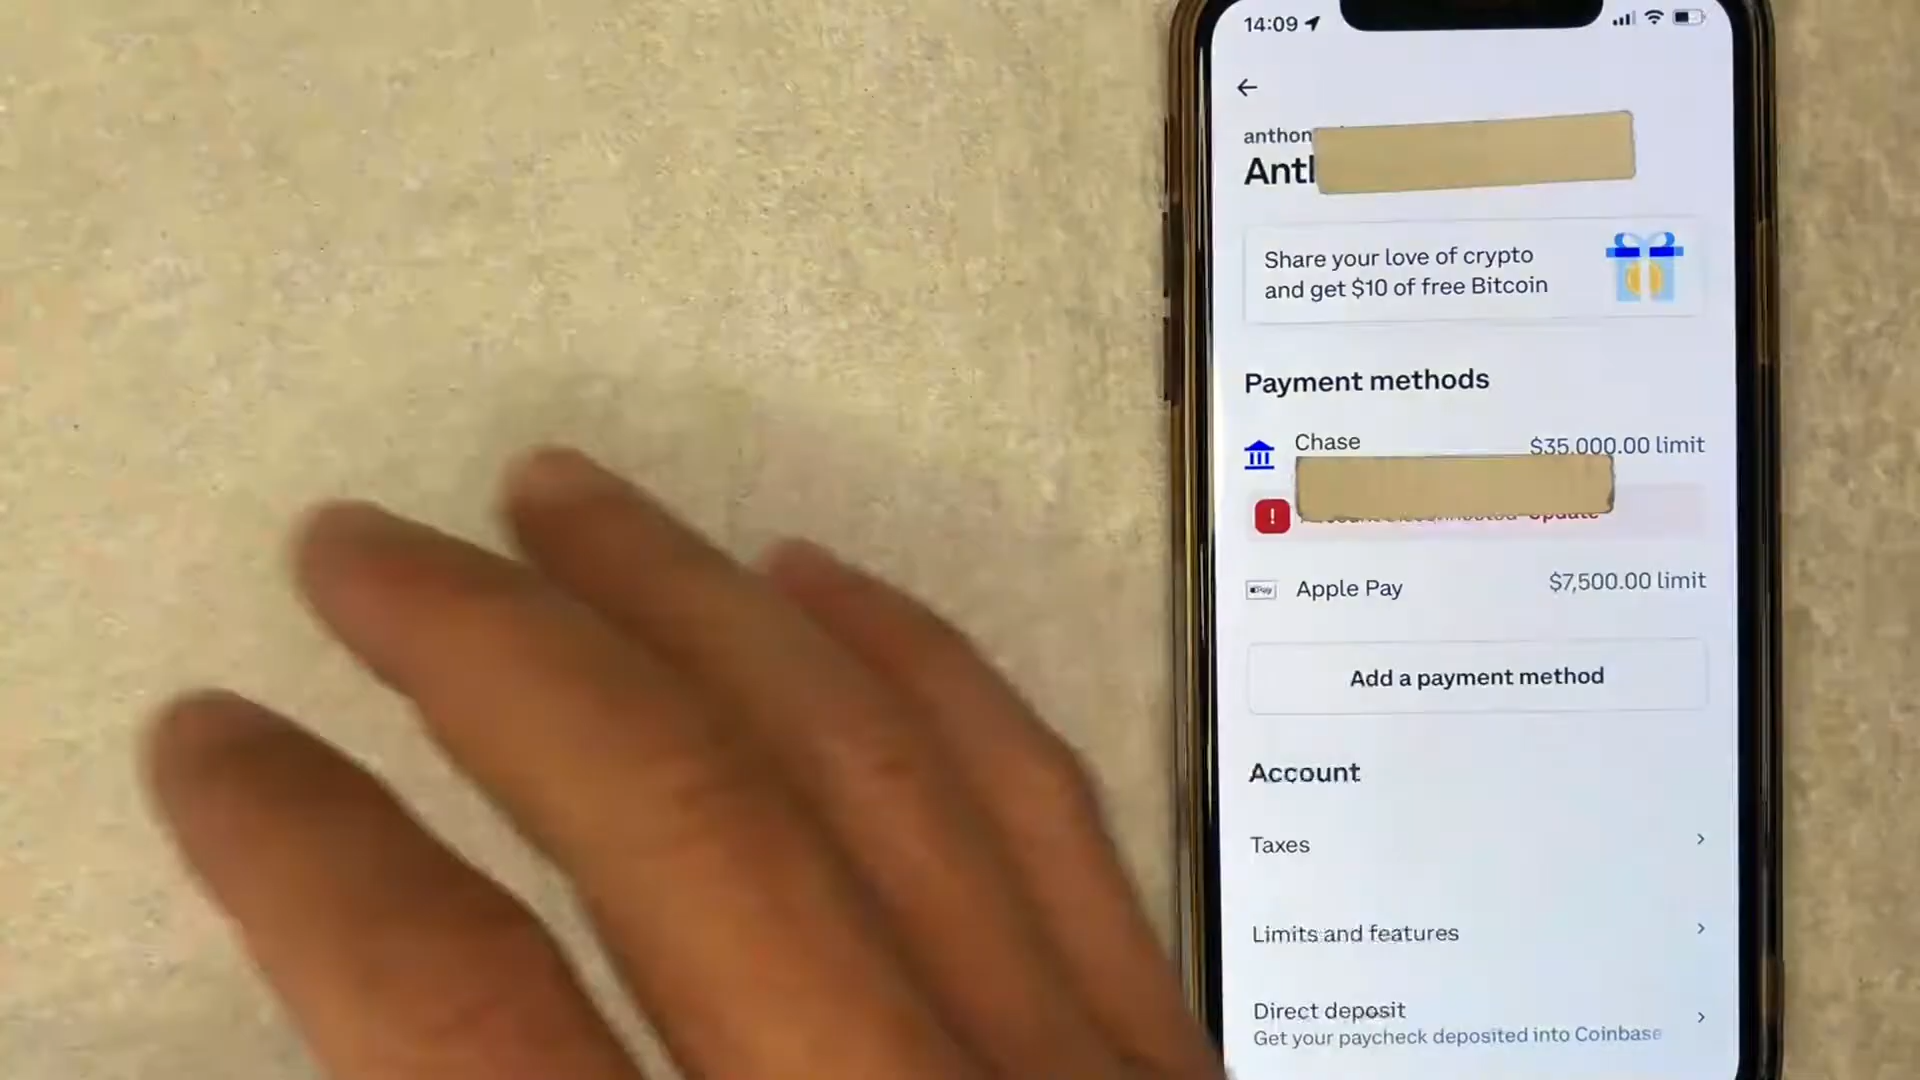 14:09
anthon
Anth
Share your love of crypto
and get $10 of free Bitcoin
Payment methods
Chase
$35,000.00 limit
Update
Apple Pay
$7,500.00 limit
Add a payment method
Account
Taxes
Limits and features
Direct deposit
Get your paycheck deposited into Coinbase